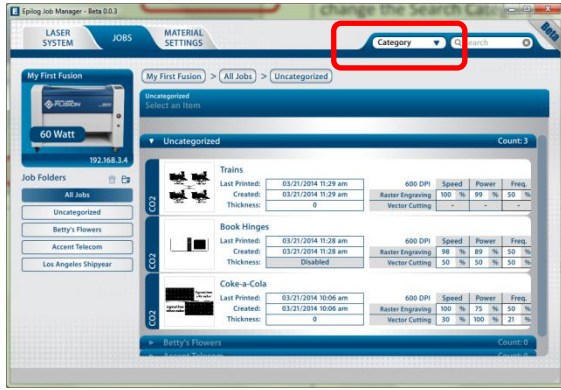 change the Search Categ
Epilog Job Manager - Beta 0.0.3
LASER SYSTEM
JOBS
MATERIAL SETTINGS
Category
Search
Beta
My First Fusion
FUSION
60 Watt
192.168.3.4
Job Folders
All Jobs
Uncategorized
Betty's Flowers
Accent Telecom
Los Angeles Shipyear
My First Fusion > All Jobs > Uncategorized
Uncategorized
Select an Item
Uncategorized Count: 3
CO2
Trains
Last Printed: 03/21/2014 11:29 am 600 DPI Speed Power Freq.
Created: 03/21/2014 11:29 am Raster Engraving 100 % 99 % 50 %
Thickness: 0 Vector Cutting - - -
CO2
Book Hinges
Last Printed: 03/21/2014 11:28 am 600 DPI Speed Power Freq.
Created: 03/21/2014 11:28 am Raster Engraving 98 % 89 % 50 %
Thickness: Disabled Vector Cutting 50 % 50 % 50 %
CO2
Coke-a-Cola
Last Printed: 03/21/2014 10:06 am 600 DPI Speed Power Freq.
Created: 03/21/2014 10:06 am Raster Engraving 100 % 75 % 50 %
Thickness: 0 Vector Cutting 30 % 100 % 21 %
Betty's Flowers Count: 0
Accent Telecom Count: 0